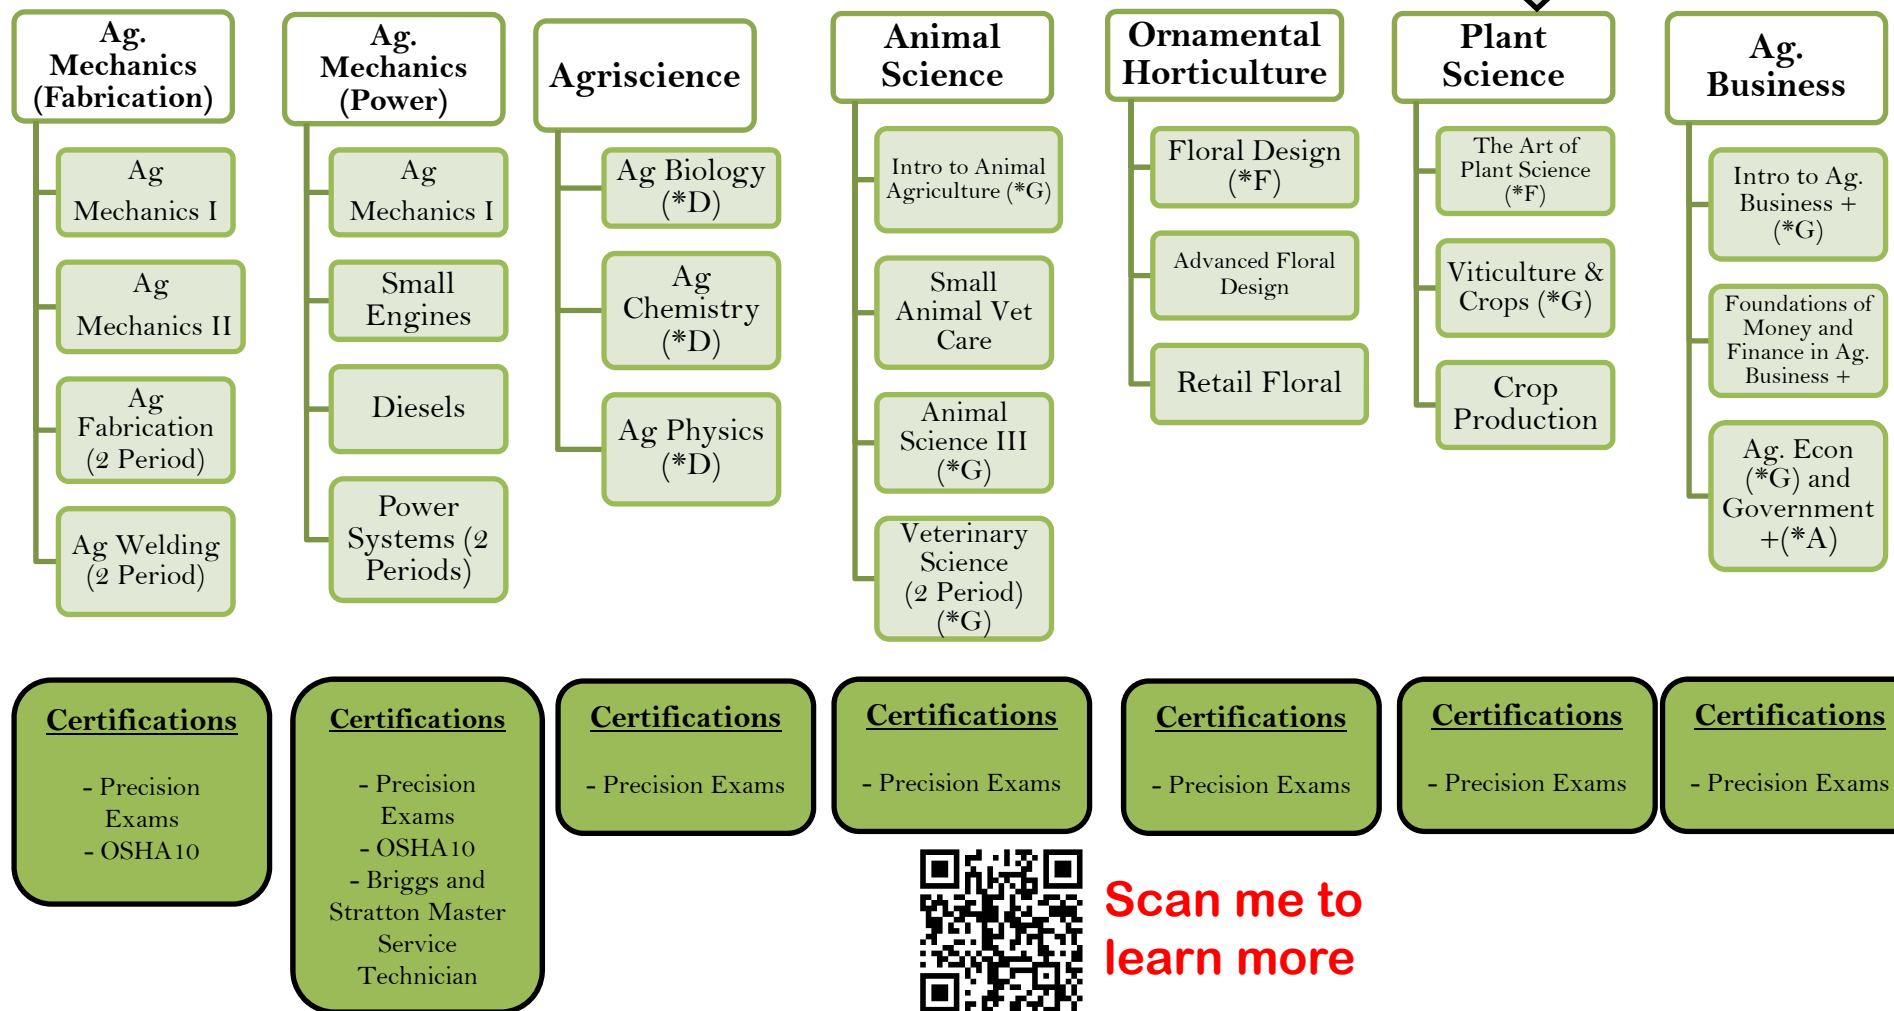 Ag.
Mechanics
(Fabrication)
Ag
Mechanics I
Ag
Mechanics II
Ag
Fabrication
(2 Period)
Ag Welding
(2 Period)
Ag.
Mechanics
(Power)
Ag
Mechanics I
Small
Engines
Diesels
Power
Systems (2
Periods)
Agriscience
Ag Biology
(*D)
Ag
Chemistry
(*D)
Ag Physics
(*D)
Animal
Science
Intro to Animal
Agriculture (*G)
Small
Animal Vet
Care
Animal
Science III
(*G)
Veterinary
Science
(2 Period)
(*G)
Ornamental
Horticulture
Floral Design
(*F)
Advanced Floral
Design
Retail Floral
Plant
Science
The Art of
Plant Science
(*F)
Viticulture &
Crops (*G)
Crop
Production
Ag.
Business
Intro to Ag.
Business +
(*G)
Foundations of
Money and
Finance in Ag.
Business +
Ag. Econ
(*G) and
Government
+(*A)
Certifications
- Precision
Exams
- OSHA10
Certifications
- Precision
Exams
- OSHA10
- Briggs and
Stratton Master
Service
Technician
Certifications
- Precision Exams
Certifications
- Precision Exams
Certifications
- Precision Exams
Certifications
- Precision Exams
Certifications
- Precision Exams
Scan me to
learn more